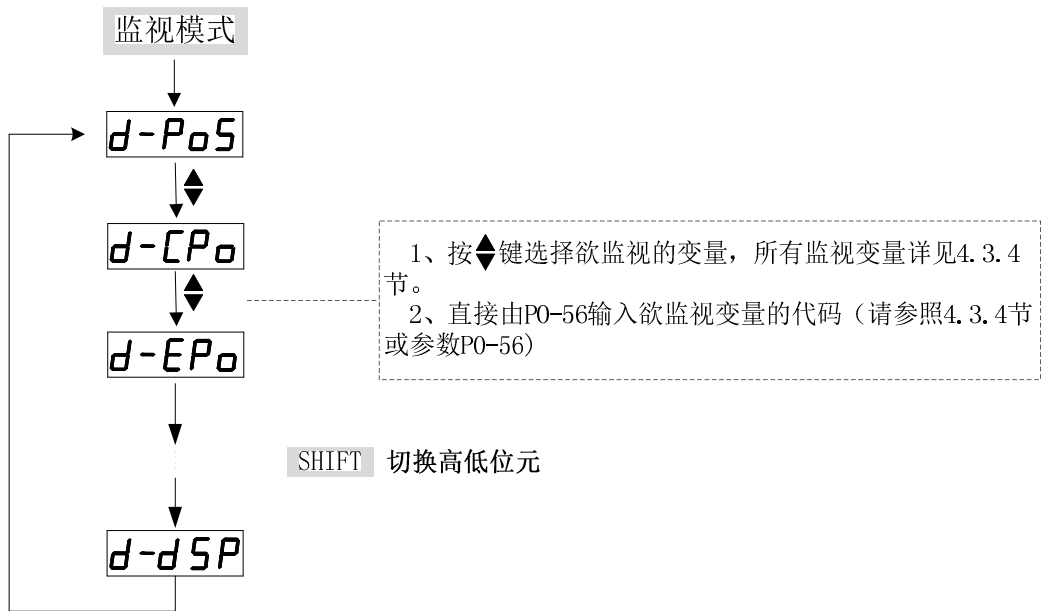 监视模式
d-PoS
d-CPo
1、按键选择欲监视的变量，所有监视变量详见4.3.4
节。
2、直接由P0-56输入欲监视变量的代码（请参照4.3.4节
或参数P0-56)
d-EPo
SHIFT 切换高低位元
d-dSP